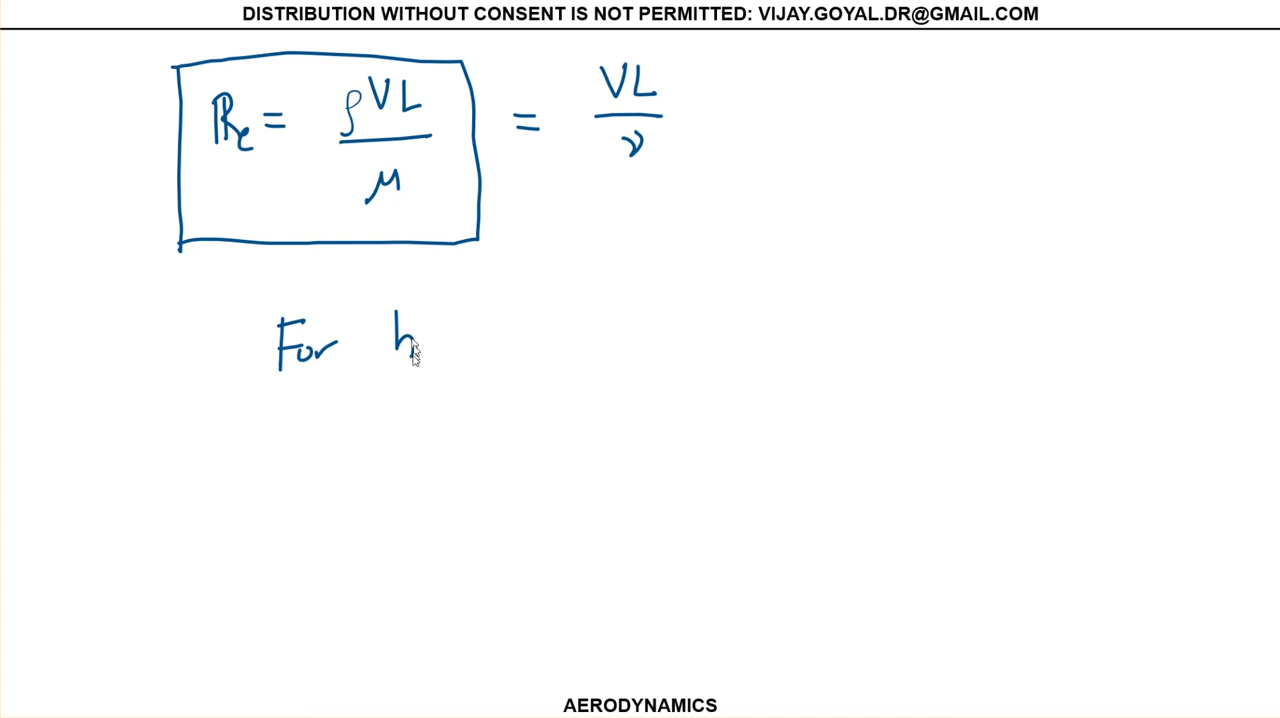 DISTRIBUTION WITHOUT CONSENT IS NOT PERMITTED: VIJAY.GOYAL.DR@GMAIL.COM
Re = ρVL/μ = VL/ν
For h
AERODYNAMICS